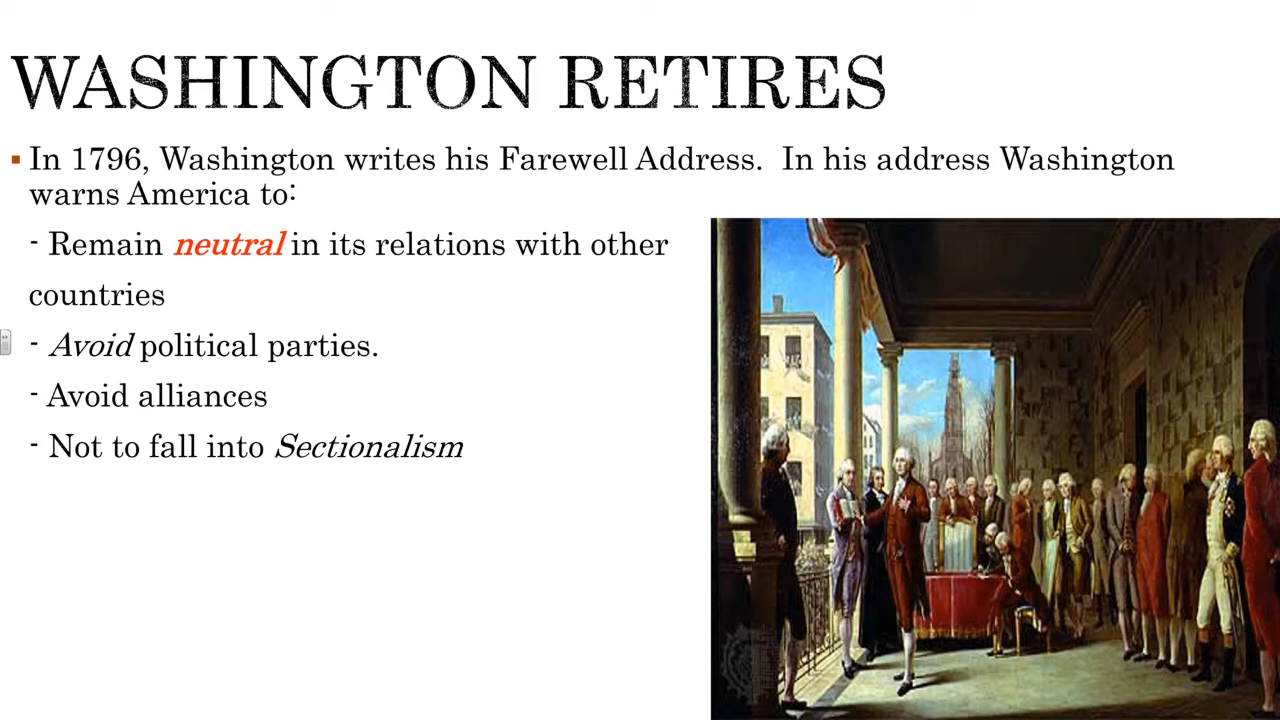 WASHINGTON RETIRES
▪ In 1796, Washington writes his Farewell Address.  In his address Washington
warns America to:
- Remain neutral in its relations with other
countries
- Avoid political parties.
- Avoid alliances
- Not to fall into Sectionalism